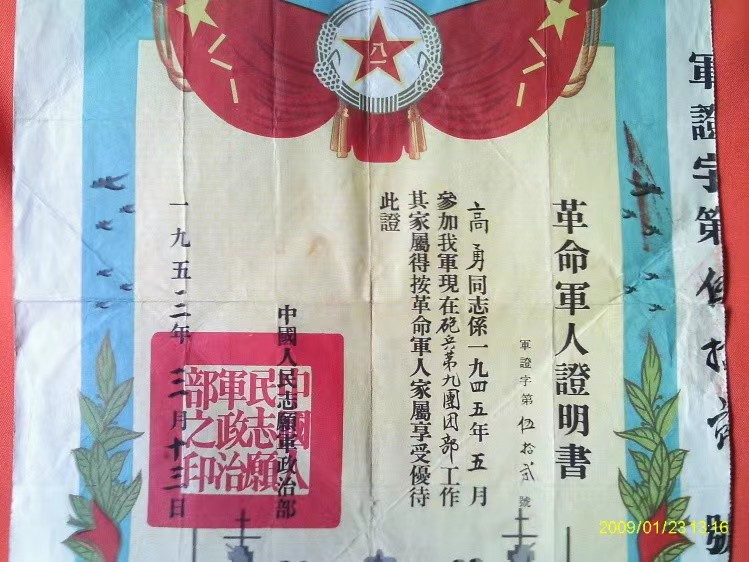 八一
八一
八一
軍證字第伍拾貳號
革命軍人證明書
軍證字第伍拾貳號
高勇同志係一九四五年五月
參加我軍現在砲兵第九團团部工作
其家屬得按革命軍人家屬享受優待
此證
中國人民志願軍政治部
一九五二年三月十三日
中國人
民志願
軍政治
部之印
2009/01/23 13:16